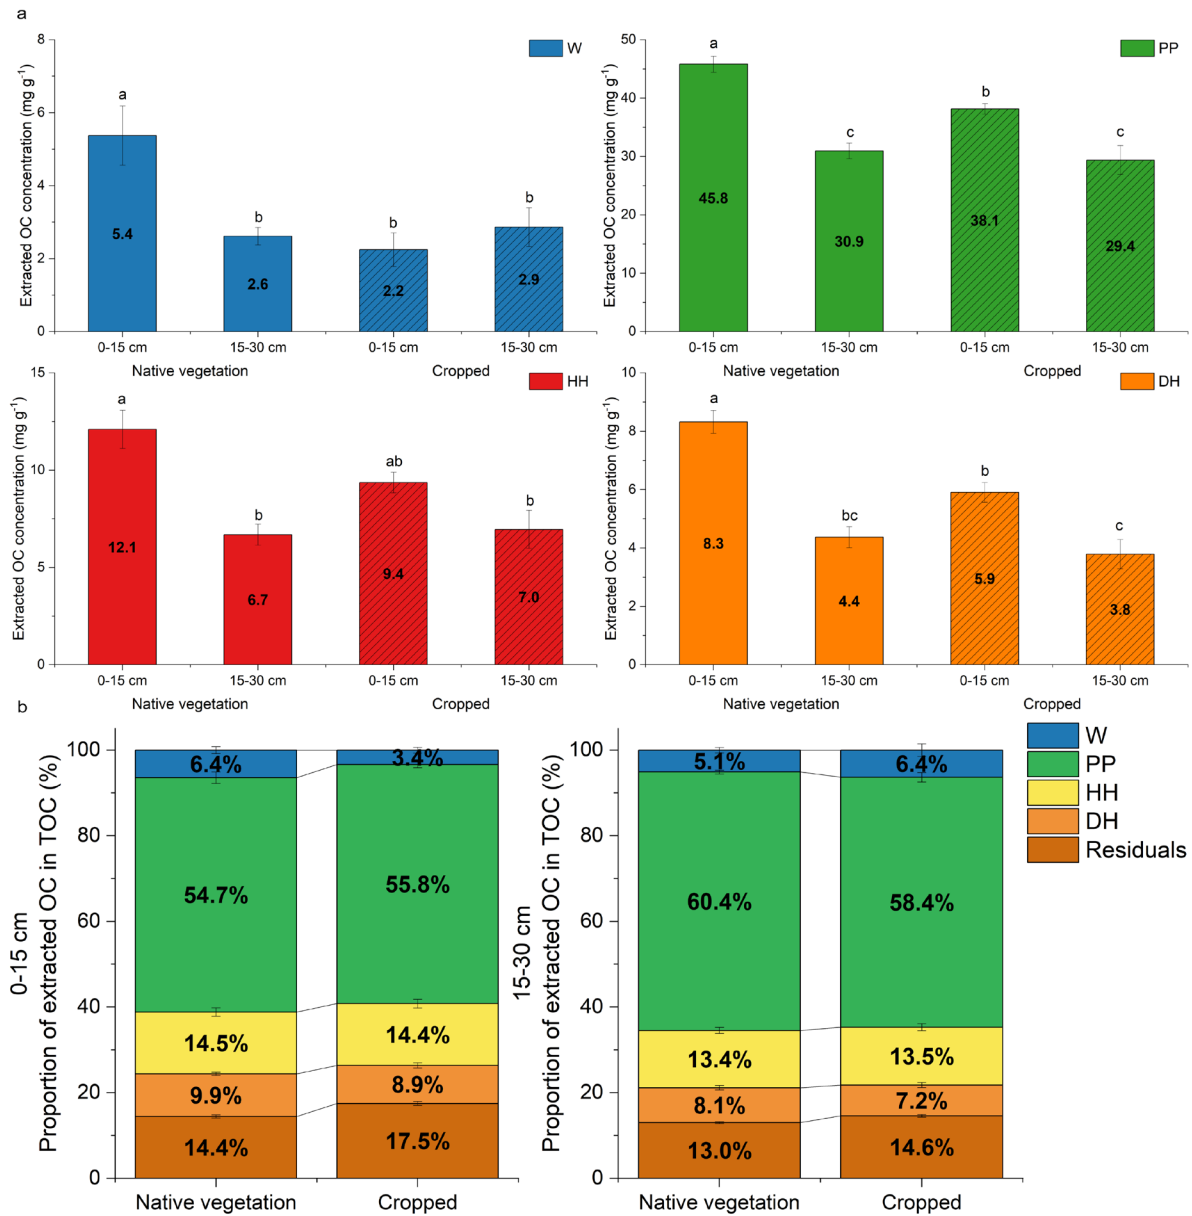 a
Extracted OC concentration (mg g⁻¹)
8
6
4
2
0
W
a
b
b
b
5.4
2.6
2.2
2.9
0-15 cm
15-30 cm
0-15 cm
15-30 cm
Native vegetation
Cropped
Extracted OC concentration (mg g⁻¹)
50
40
30
20
10
0
PP
a
c
b
c
45.8
30.9
38.1
29.4
0-15 cm
15-30 cm
0-15 cm
15-30 cm
Native vegetation
Cropped
Extracted OC concentration (mg g⁻¹)
15
10
5
0
HH
a
b
ab
b
12.1
6.7
9.4
7.0
0-15 cm
15-30 cm
0-15 cm
15-30 cm
Native vegetation
Cropped
Extracted OC concentration (mg g⁻¹)
10
8
6
4
2
0
DH
a
bc
b
c
8.3
4.4
5.9
3.8
0-15 cm
15-30 cm
0-15 cm
15-30 cm
Native vegetation
Cropped
b
0-15 cm
Proportion of extracted OC in TOC (%)
100
80
60
40
20
0
6.4%
3.4%
54.7%
55.8%
14.5%
14.4%
9.9%
8.9%
14.4%
17.5%
Native vegetation
Cropped
15-30 cm
Proportion of extracted OC in TOC (%)
100
80
60
40
20
0
5.1%
6.4%
60.4%
58.4%
13.4%
13.5%
8.1%
7.2%
13.0%
14.6%
Native vegetation
Cropped
W
PP
HH
DH
Residuals